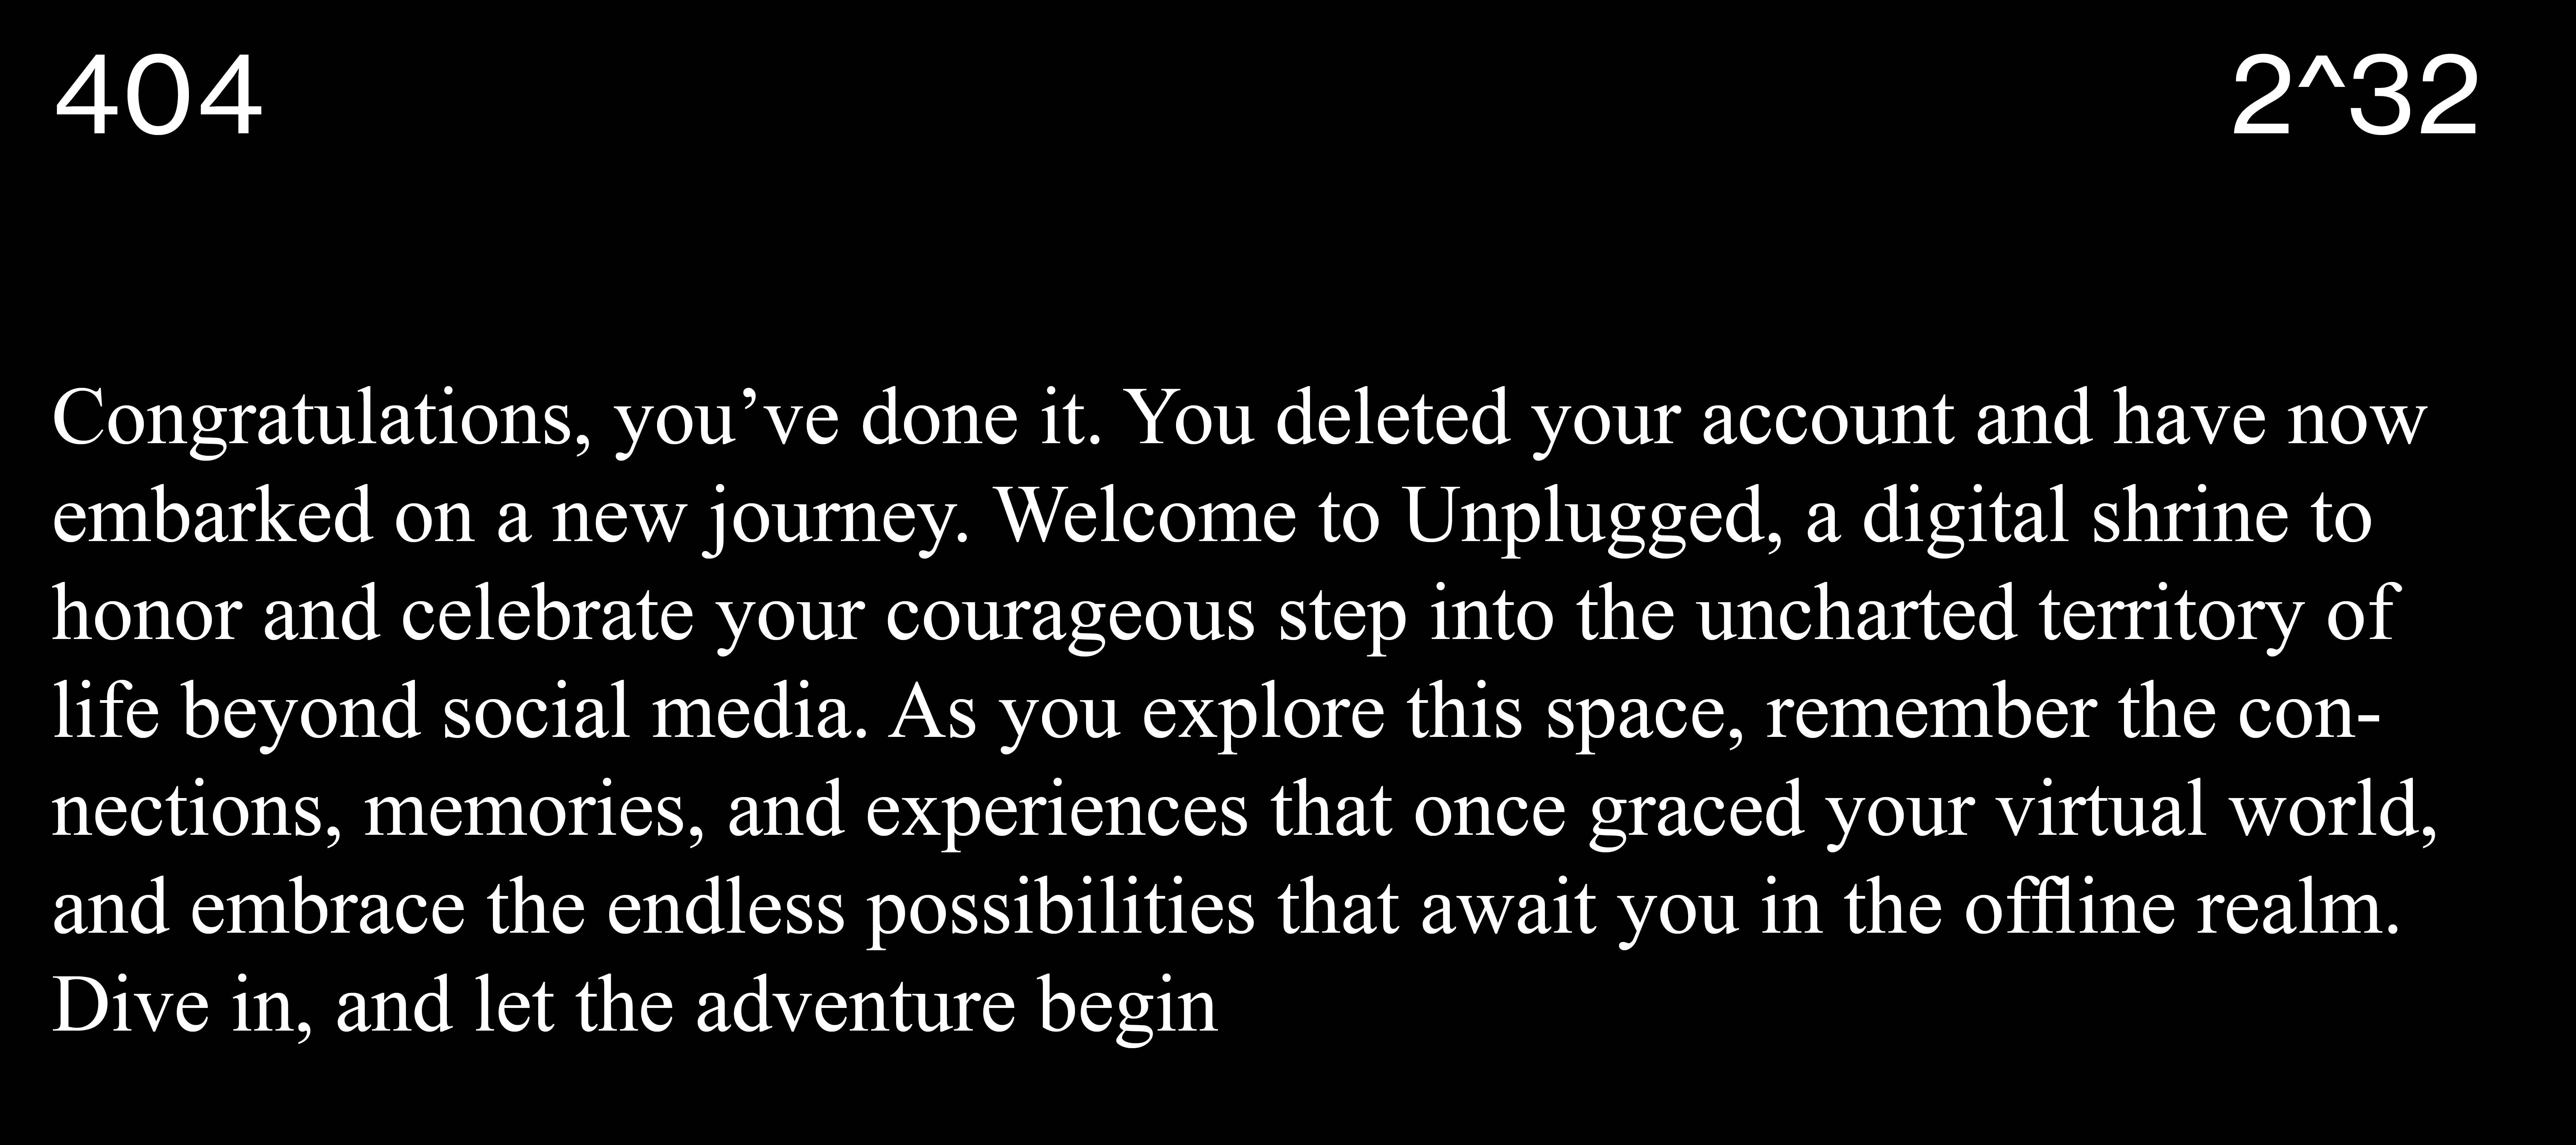 404
2^32
Congratulations, you’ve done it. You deleted your account and have now
embarked on a new journey. Welcome to Unplugged, a digital shrine to
honor and celebrate your courageous step into the uncharted territory of
life beyond social media. As you explore this space, remember the con-
nections, memories, and experiences that once graced your virtual world,
and embrace the endless possibilities that await you in the offline realm.
Dive in, and let the adventure begin